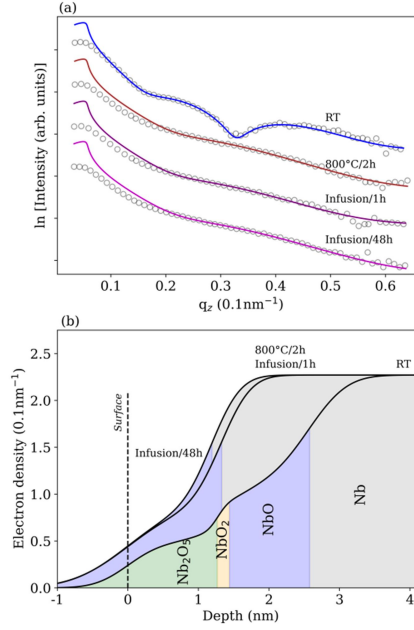 (a)
ln [Intensity (arb. units)]
RT
800°C/2h
Infusion/1h
Infusion/48h
0.1 0.2 0.3 0.4 0.5 0.6
q_z (0.1nm⁻¹)
(b)
Electron density (0.1nm⁻¹)
2.5
2.0
1.5
1.0
0.5
0.0
Surface
800°C/2h
Infusion/1h
RT
Infusion/48h
Nb₂O₅
NbO₂
NbO
Nb
-1 0 1 2 3 4
Depth (nm)